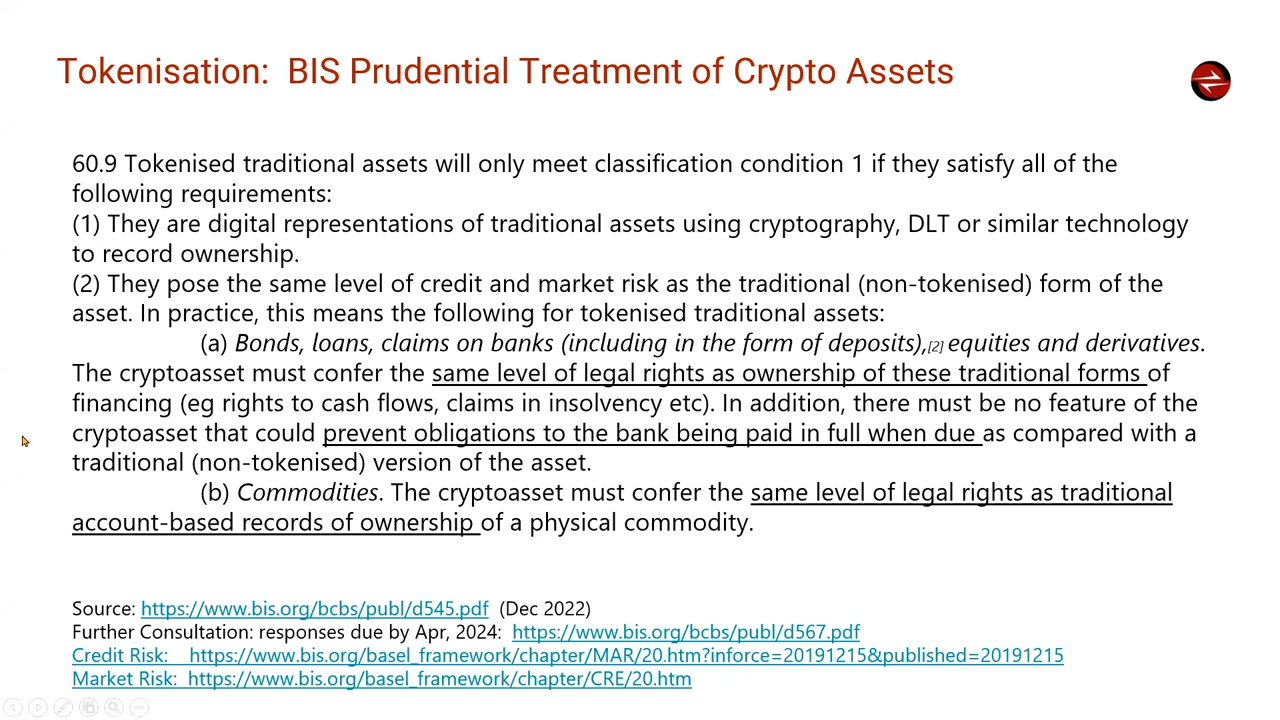 Tokenisation:  BIS Prudential Treatment of Crypto Assets
60.9 Tokenised traditional assets will only meet classification condition 1 if they satisfy all of the
following requirements:
(1) They are digital representations of traditional assets using cryptography, DLT or similar technology
to record ownership.
(2) They pose the same level of credit and market risk as the traditional (non-tokenised) form of the
asset. In practice, this means the following for tokenised traditional assets:
(a) Bonds, loans, claims on banks (including in the form of deposits),[2] equities and derivatives.
The cryptoasset must confer the same level of legal rights as ownership of these traditional forms of
financing (eg rights to cash flows, claims in insolvency etc). In addition, there must be no feature of the
cryptoasset that could prevent obligations to the bank being paid in full when due as compared with a
traditional (non-tokenised) version of the asset.
(b) Commodities. The cryptoasset must confer the same level of legal rights as traditional
account-based records of ownership of a physical commodity.
Source: https://www.bis.org/bcbs/publ/d545.pdf  (Dec 2022)
Further Consultation: responses due by Apr, 2024:  https://www.bis.org/bcbs/publ/d567.pdf
Credit Risk:   https://www.bis.org/basel_framework/chapter/MAR/20.htm?inforce=20191215&published=20191215
Market Risk:  https://www.bis.org/basel_framework/chapter/CRE/20.htm